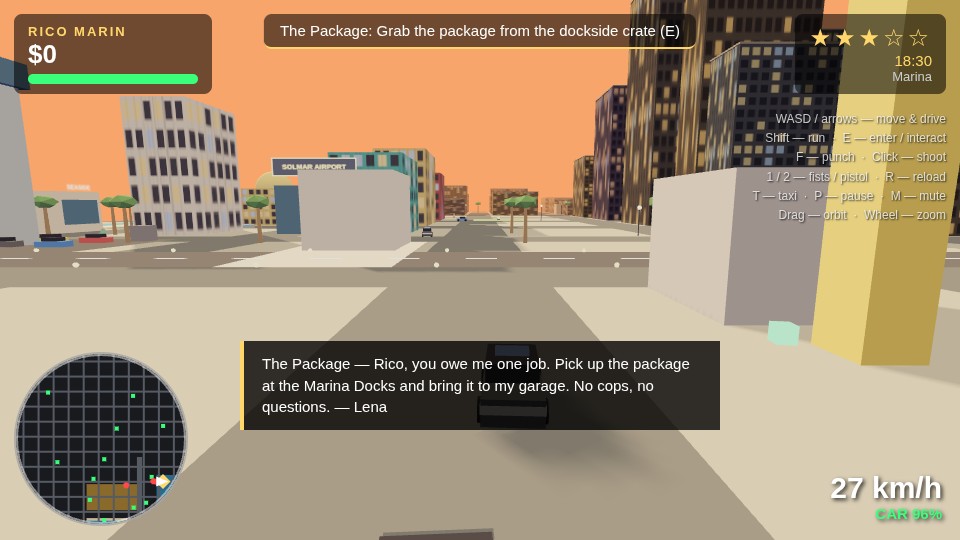 RICO MARIN
$0
The Package: Grab the package from the dockside crate (E)
★★★☆☆
18:30
Marina
WASD / arrows — move & drive
Shift — run · E — enter / interact
F — punch · Click — shoot
1 / 2 — fists / pistol · R — reload
T — taxi · P — pause · M — mute
Drag — orbit · Wheel — zoom
SOLMAR AIRPORT
The Package — Rico, you owe me one job. Pick up the package
at the Marina Docks and bring it to my garage. No cops, no
questions. — Lena
27 km/h
CAR 96%